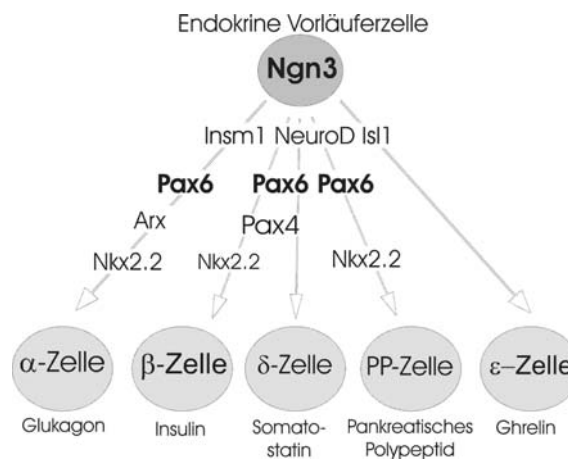 Endokrine Vorläuferzelle
Ngn3
Insm1 NeuroD Isl1
Pax6 Pax6 Pax6
Arx Pax4
Nkx2.2 Nkx2.2 Nkx2.2
α-Zelle β-Zelle δ-Zelle PP-Zelle ε-Zelle
Glukagon Insulin Somato- Pankreatisches Ghrelin
statin Polypeptid